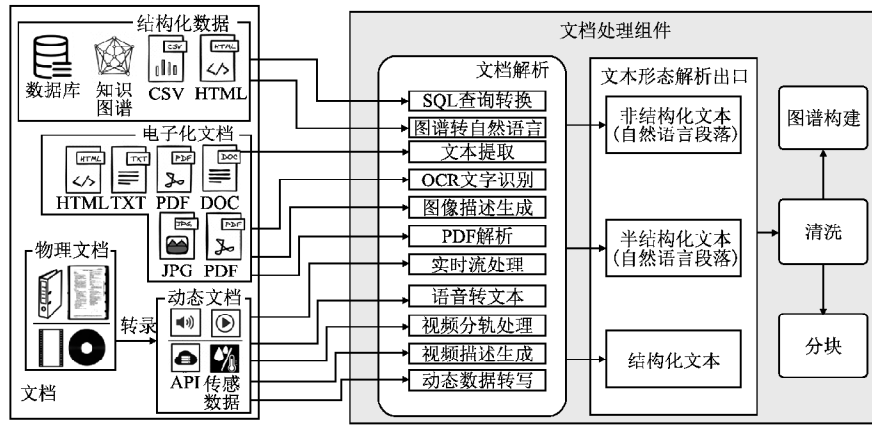 结构化数据
数据库
知识
图谱
CSV
CSV
HTML
HTML
电子化文档
HTML
HTML
TXT
TXT
PDF
PDF
DOC
DOC
JPG
JPG
PDF
PDF
物理文档
转录
动态文档
API
传感
数据
文档
文档处理组件
文档解析
SQL查询转换
图谱转自然语言
文本提取
OCR文字识别
图像描述生成
PDF解析
实时流处理
语音转文本
视频分轨处理
视频描述生成
动态数据转写
文本形态解析出口
非结构化文本
(自然语言段落)
半结构化文本
(自然语言段落)
结构化文本
图谱构建
清洗
分块